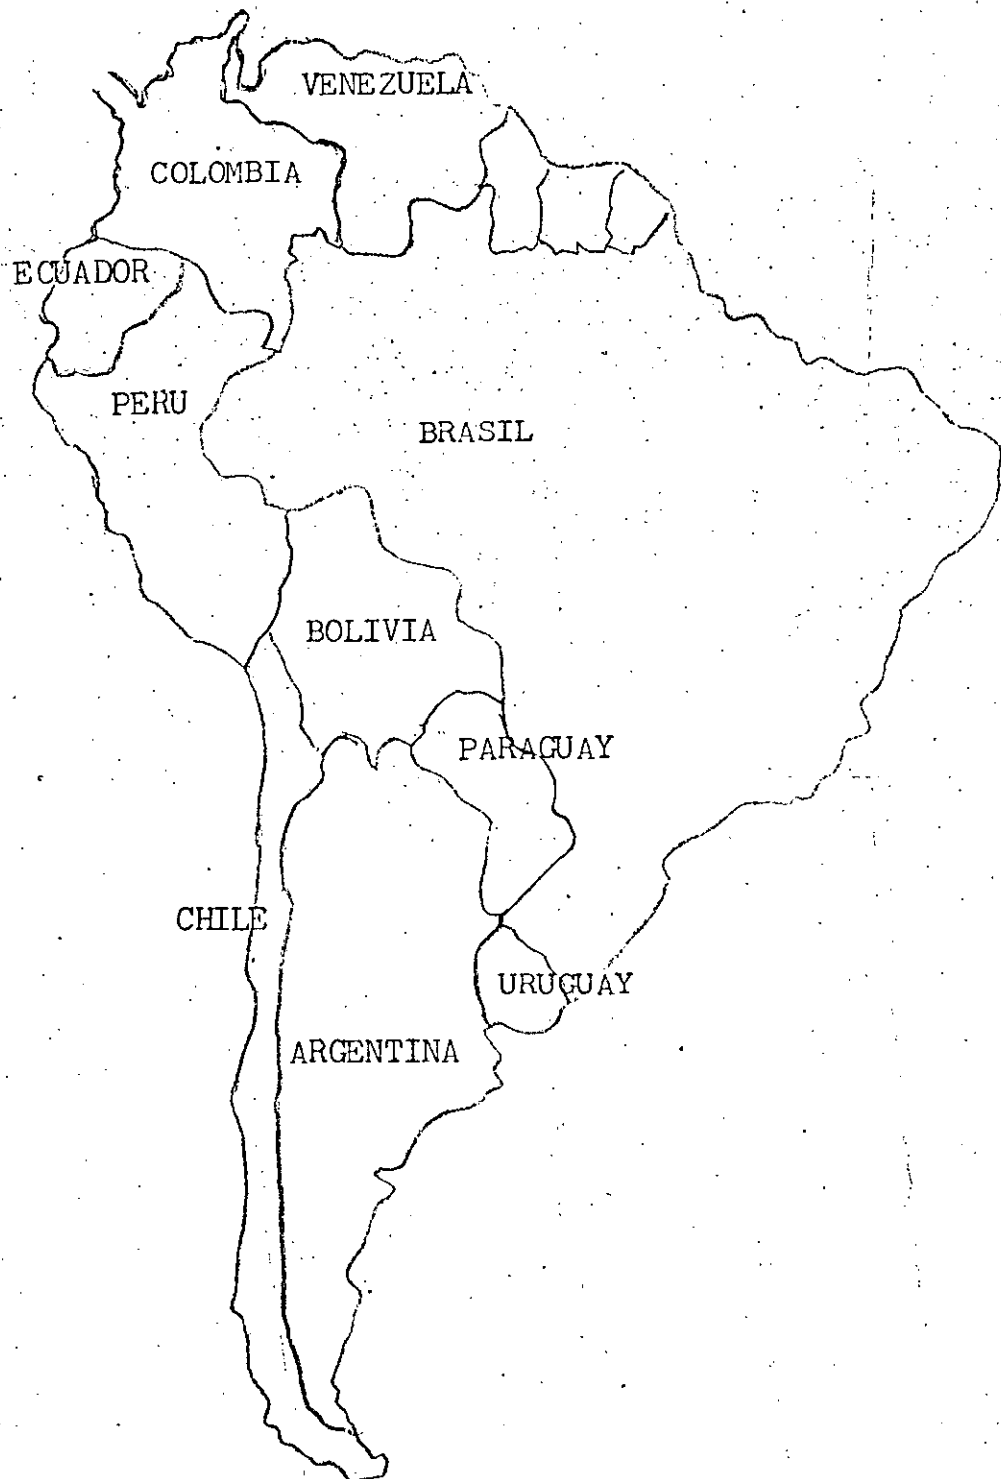 VENEZUELA
COLOMBIA
ECUADOR
PERU
BRASIL
BOLIVIA
PARAGUAY
CHILE
URUGUAY
ARGENTINA